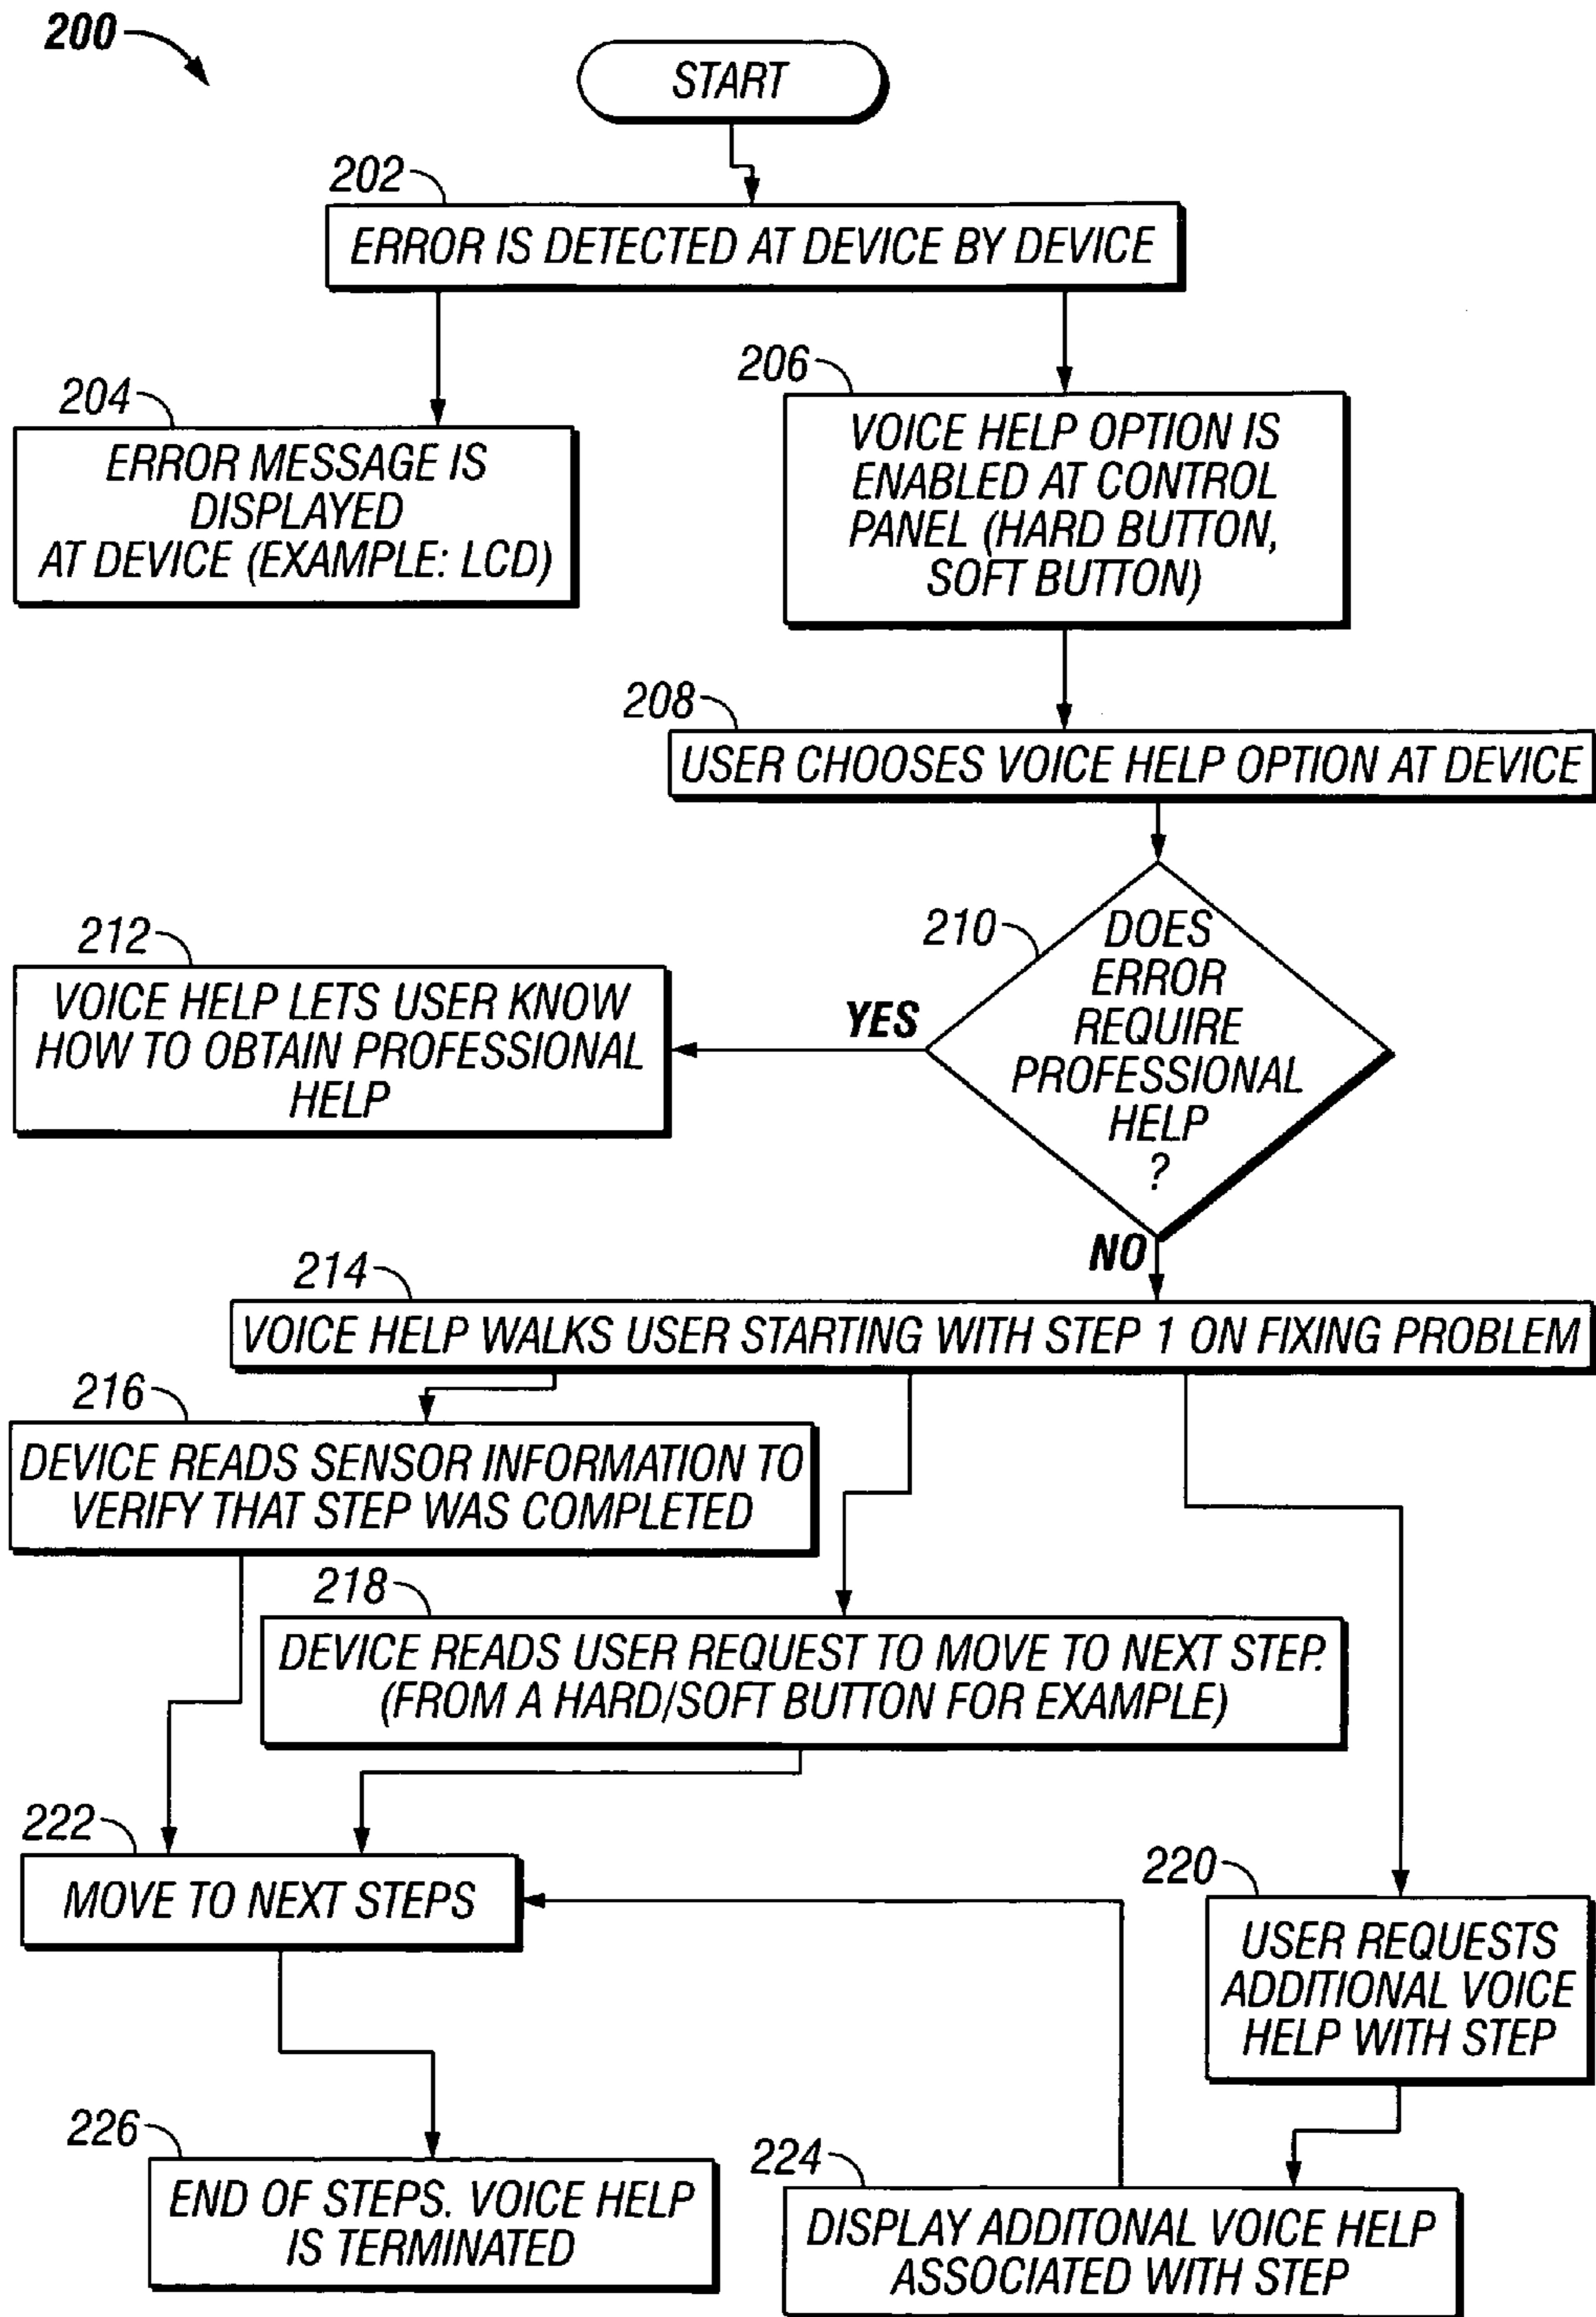 200
START
202
ERROR IS DETECTED AT DEVICE BY DEVICE
204
ERROR MESSAGE IS
DISPLAYED
AT DEVICE (EXAMPLE: LCD)
206
VOICE HELP OPTION IS
ENABLED AT CONTROL
PANEL (HARD BUTTON,
SOFT BUTTON)
208
USER CHOOSES VOICE HELP OPTION AT DEVICE
210
DOES
ERROR
REQUIRE
PROFESSIONAL
HELP
?
YES
212
VOICE HELP LETS USER KNOW
HOW TO OBTAIN PROFESSIONAL
HELP
NO
214
VOICE HELP WALKS USER STARTING WITH STEP 1 ON FIXING PROBLEM
216
DEVICE READS SENSOR INFORMATION TO
VERIFY THAT STEP WAS COMPLETED
218
DEVICE READS USER REQUEST TO MOVE TO NEXT STEP.
(FROM A HARD/SOFT BUTTON FOR EXAMPLE)
222
MOVE TO NEXT STEPS
220
USER REQUESTS
ADDITIONAL VOICE
HELP WITH STEP
226
END OF STEPS. VOICE HELP
IS TERMINATED
224
DISPLAY ADDITONAL VOICE HELP
ASSOCIATED WITH STEP